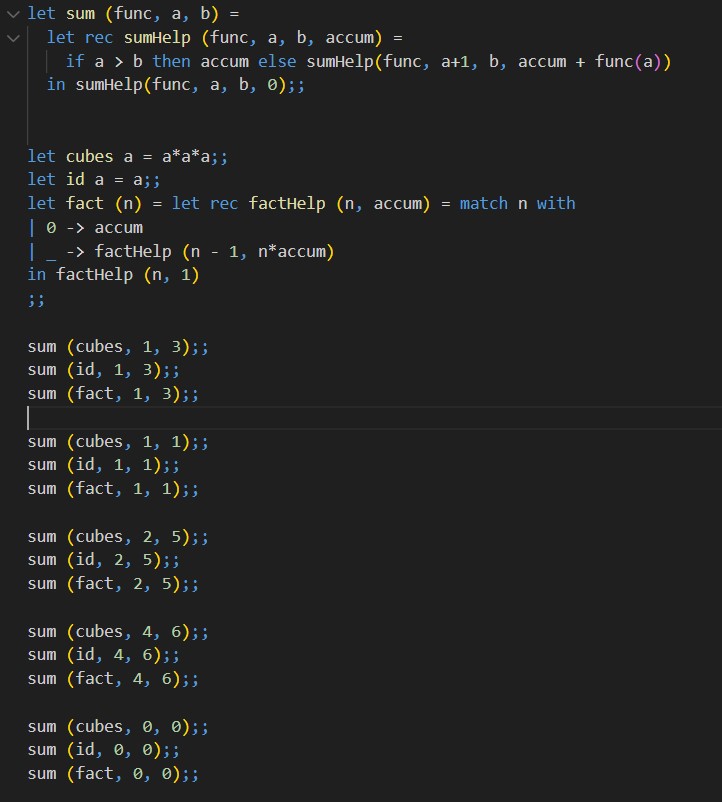 let sum (func, a, b) =
let rec sumHelp (func, a, b, accum) =
if a > b then accum else sumHelp(func, a+1, b, accum + func(a))
in sumHelp(func, a, b, 0);;
let cubes a = a*a*a;;
let id a = a;;
let fact (n) = let rec factHelp (n, accum) = match n with
| 0 -> accum
| _ -> factHelp (n - 1, n*accum)
in factHelp (n, 1)
;;
sum (cubes, 1, 3);;
sum (id, 1, 3);;
sum (fact, 1, 3);;
sum (cubes, 1, 1);;
sum (id, 1, 1);;
sum (fact, 1, 1);;
sum (cubes, 2, 5);;
sum (id, 2, 5);;
sum (fact, 2, 5);;
sum (cubes, 4, 6);;
sum (id, 4, 6);;
sum (fact, 4, 6);;
sum (cubes, 0, 0);;
sum (id, 0, 0);;
sum (fact, 0, 0);;